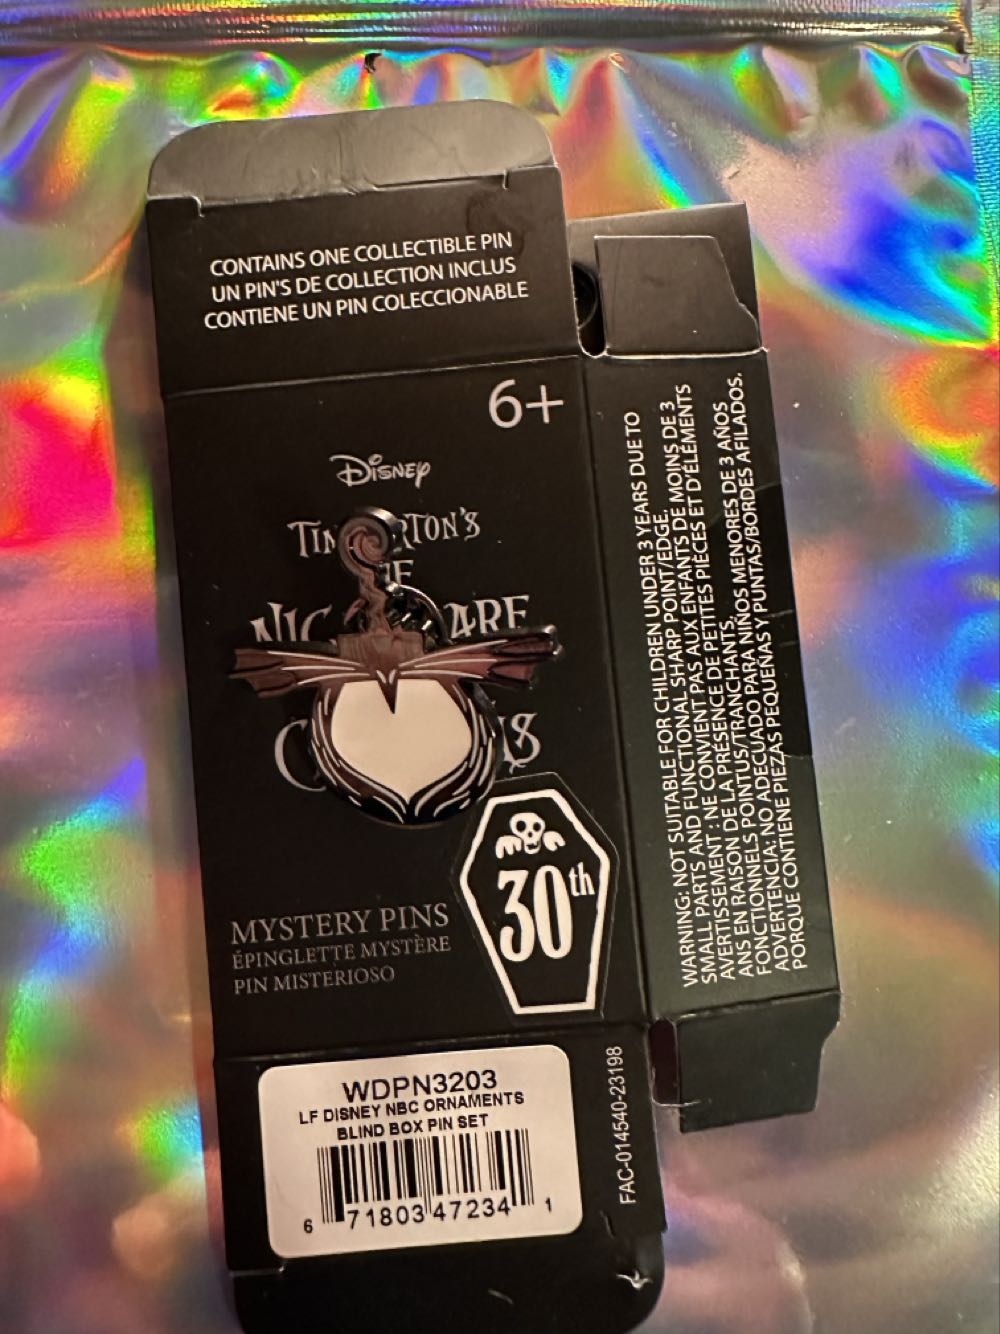 CONTAINS ONE COLLECTIBLE PIN
UN PIN'S DE COLLECTION INCLUS
CONTIENE UN PIN COLECCIONABLE
6+
Disney
MYSTERY PINS
ÉPINGLETTE MYSTÈRE
PIN MISTERIOSO
30th
WDPN3203
LF DISNEY NBC ORNAMENTS
BLIND BOX PIN SET
6 71803 47234 1
FAC-014540-23198
WARNING: NOT SUITABLE FOR CHILDREN UNDER 3 YEARS DUE TO
SMALL PARTS AND FUNCTIONAL SHARP POINT/EDGE.
AVERTISSEMENT : NE CONVIENT PAS AUX ENFANTS DE MOINS DE 3
ANS EN RAISON DE LA PRÉSENCE DE PETITES PIÈCES ET D'ÉLÉMENTS
FONCTIONNELS POINTUS/TRANCHANTS.
ADVERTENCIA: NO ADECUADO PARA NIÑOS MENORES DE 3 AÑOS
PORQUE CONTIENE PIEZAS PEQUEÑAS Y PUNTAS/BORDES AFILADOS.